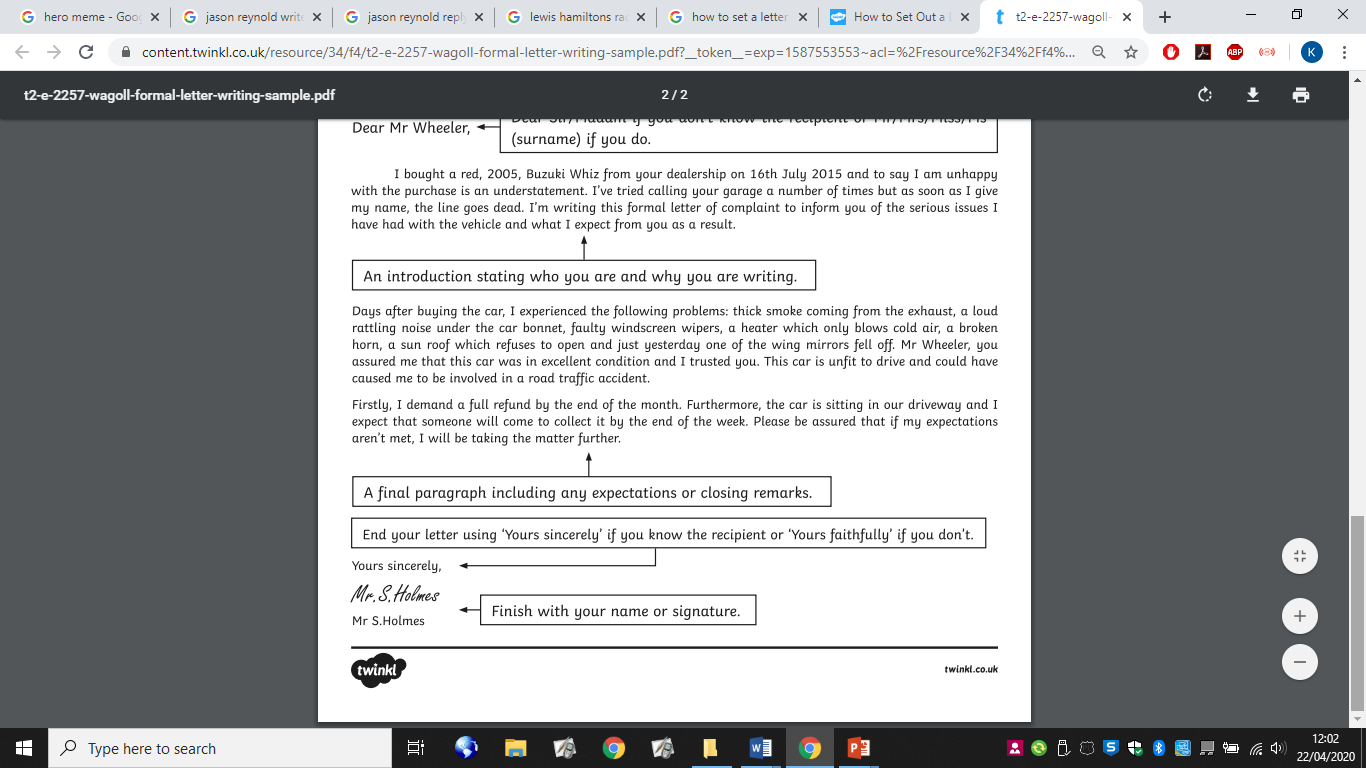 hero meme - Goo
jason reynold write
jason reynold repl
lewis hamiltons ra
how to set a letter
How to Set Out a L
t2-e-2257-wagoll-
content.twinkl.co.uk/resource/34/f4/t2-e-2257-wagoll-formal-letter-writing-sample.pdf?__token__=exp=1587553553~acl=%2Fresource%2F34%2Ff4%...
ABP
K
t2-e-2257-wagoll-formal-letter-writing-sample.pdf
2 / 2
Dear Sir/Madam if you don't know the recipient or Mr/Mrs/Miss/Ms
Dear Mr Wheeler,
(surname) if you do.
I bought a red, 2005, Buzuki Whiz from your dealership on 16th July 2015 and to say I am unhappy
with the purchase is an understatement. I've tried calling your garage a number of times but as soon as I give
my name, the line goes dead. I'm writing this formal letter of complaint to inform you of the serious issues I
have had with the vehicle and what I expect from you as a result.
An introduction stating who you are and why you are writing.
Days after buying the car, I experienced the following problems: thick smoke coming from the exhaust, a loud
rattling noise under the car bonnet, faulty windscreen wipers, a heater which only blows cold air, a broken
horn, a sun roof which refuses to open and just yesterday one of the wing mirrors fell off. Mr Wheeler, you
assured me that this car was in excellent condition and I trusted you. This car is unfit to drive and could have
caused me to be involved in a road traffic accident.
Firstly, I demand a full refund by the end of the month. Furthermore, the car is sitting in our driveway and I
expect that someone will come to collect it by the end of the week. Please be assured that if my expectations
aren't met, I will be taking the matter further.
A final paragraph including any expectations or closing remarks.
End your letter using 'Yours sincerely' if you know the recipient or 'Yours faithfully' if you don't.
Yours sincerely,
Mr.S.Holmes
Finish with your name or signature.
Mr S.Holmes
twinkl
twinkl.co.uk
Type here to search
12:02
22/04/2020